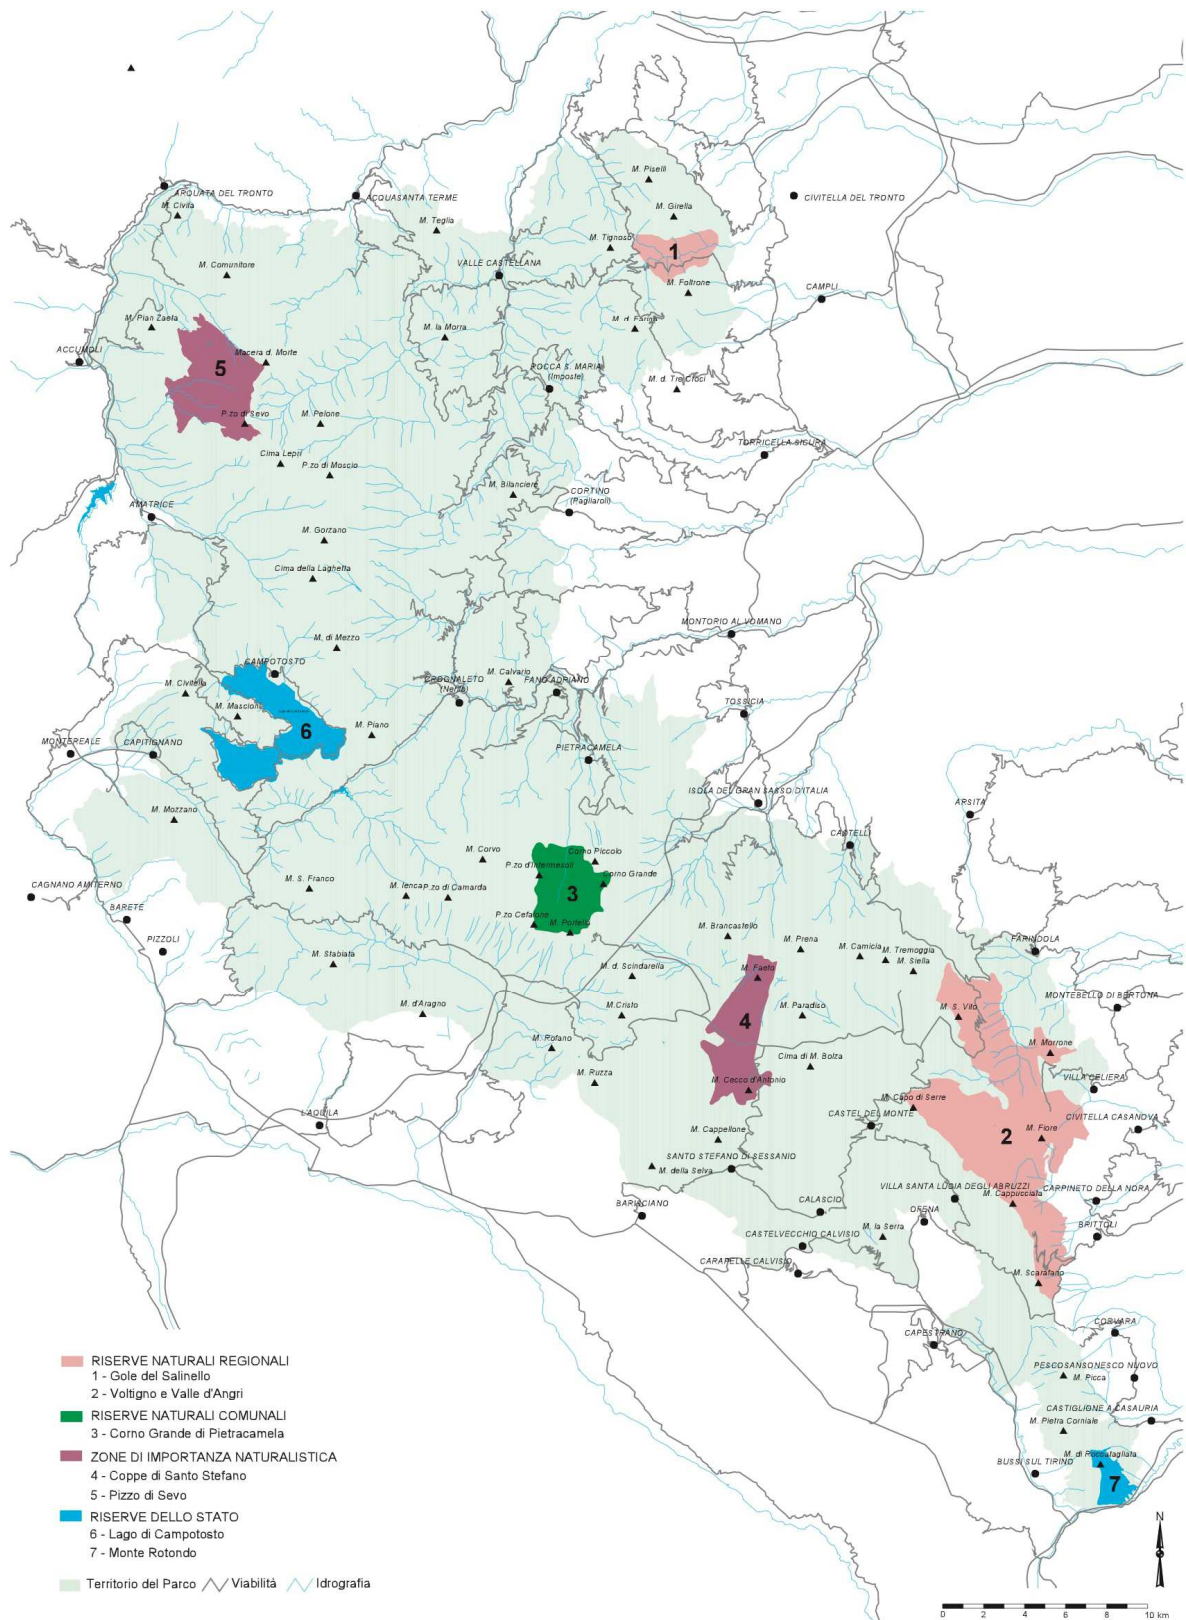 M. Piselli
ARQUATA DEL TRONTO
ACQUASANTA TERME
CIVITELLA DEL TRONTO
M. Civita
M. Girella
M. Teglia
M. Tignoso
1
VALLE CASTELLANA
M. Comunitore
M. Foltrone
CAMPLI
M. Pian Zaela
M. la Morra
M. d. Farina
ACCUMOLI
Macera d. Morte
5
ROCCA S. MARIA
(Imposte)
M. d. Tre Croci
P.zo di Sevo
M. Pelone
TORRICELLA SICURA
Cima Lepri
P.zo di Moscio
M. Bilanciere
CORTINO
(Pagliaroli)
AMATRICE
M. Gorzano
Cima della Laghetta
MONTORIO AL VOMANO
M. di Mezzo
CAMPOTOSTO
M. Calvario
M. Civitella
CROGNALETO
(Nerito)
FANO ADRIANO
TOSSICIA
M. Mascioni
6
M. Piano
MONTEREALE
CAPITIGNANO
PIETRACAMELA
ISOLA DEL GRAN SASSO D'ITALIA
ARSITA
M. Mozzano
CASTELLI
M. Corvo
Corno Piccolo
P.zo d'Intermesoli
M. S. Franco
M. Ienca
P.zo di Camarda
3
Corno Grande
CAGNANO AMITERNO
BARETE
P.zo Cefalone
M. Portella
M. Brancastello
PIZZOLI
M. Prena
M. Camicia
M. Tremoggia
FARINDOLA
M. Stabiata
M. Siella
M. d. Scindarella
M. Faeto
MONTEBELLO DI BERTONA
M. d'Aragno
M. Cristo
4
M. Paradiso
M. S. Vito
M. Rofano
M. Morrone
Cima di M. Bolza
M. Ruzza
M. Cecco d'Antonio
VILLA CELIERA
M. Capo di Serre
L'AQUILA
CASTEL DEL MONTE
CIVITELLA CASANOVA
M. Cappellone
2
M. Fiore
SANTO STEFANO DI SESSANIO
M. della Selva
VILLA SANTA LUCIA DEGLI ABRUZZI
CARPINETO DELLA NORA
M. Cappucciata
BARISCIANO
CALASCIO
OFENA
CASTELVECCHIO CALVISIO
M. la Serra
BRITTOLI
CARAPELLE CALVISIO
M. Scarafano
CAPESTRANO
CORVARA
PESCOSANSONESCO NUOVO
M. Picca
CASTIGLIONE A CASAURIA
M. Pietra Corniale
BUSSI SUL TIRINO
M. di Roccatagliata
7
RISERVE NATURALI REGIONALI
1 - Gole del Salinello
2 - Voltigno e Valle d'Angri
RISERVE NATURALI COMUNALI
3 - Corno Grande di Pietracamela
ZONE DI IMPORTANZA NATURALISTICA
4 - Coppe di Santo Stefano
5 - Pizzo di Sevo
RISERVE DELLO STATO
6 - Lago di Campotosto
7 - Monte Rotondo
Territorio del Parco Viabilità Idrografia
N
0 2 4 6 8 10 km